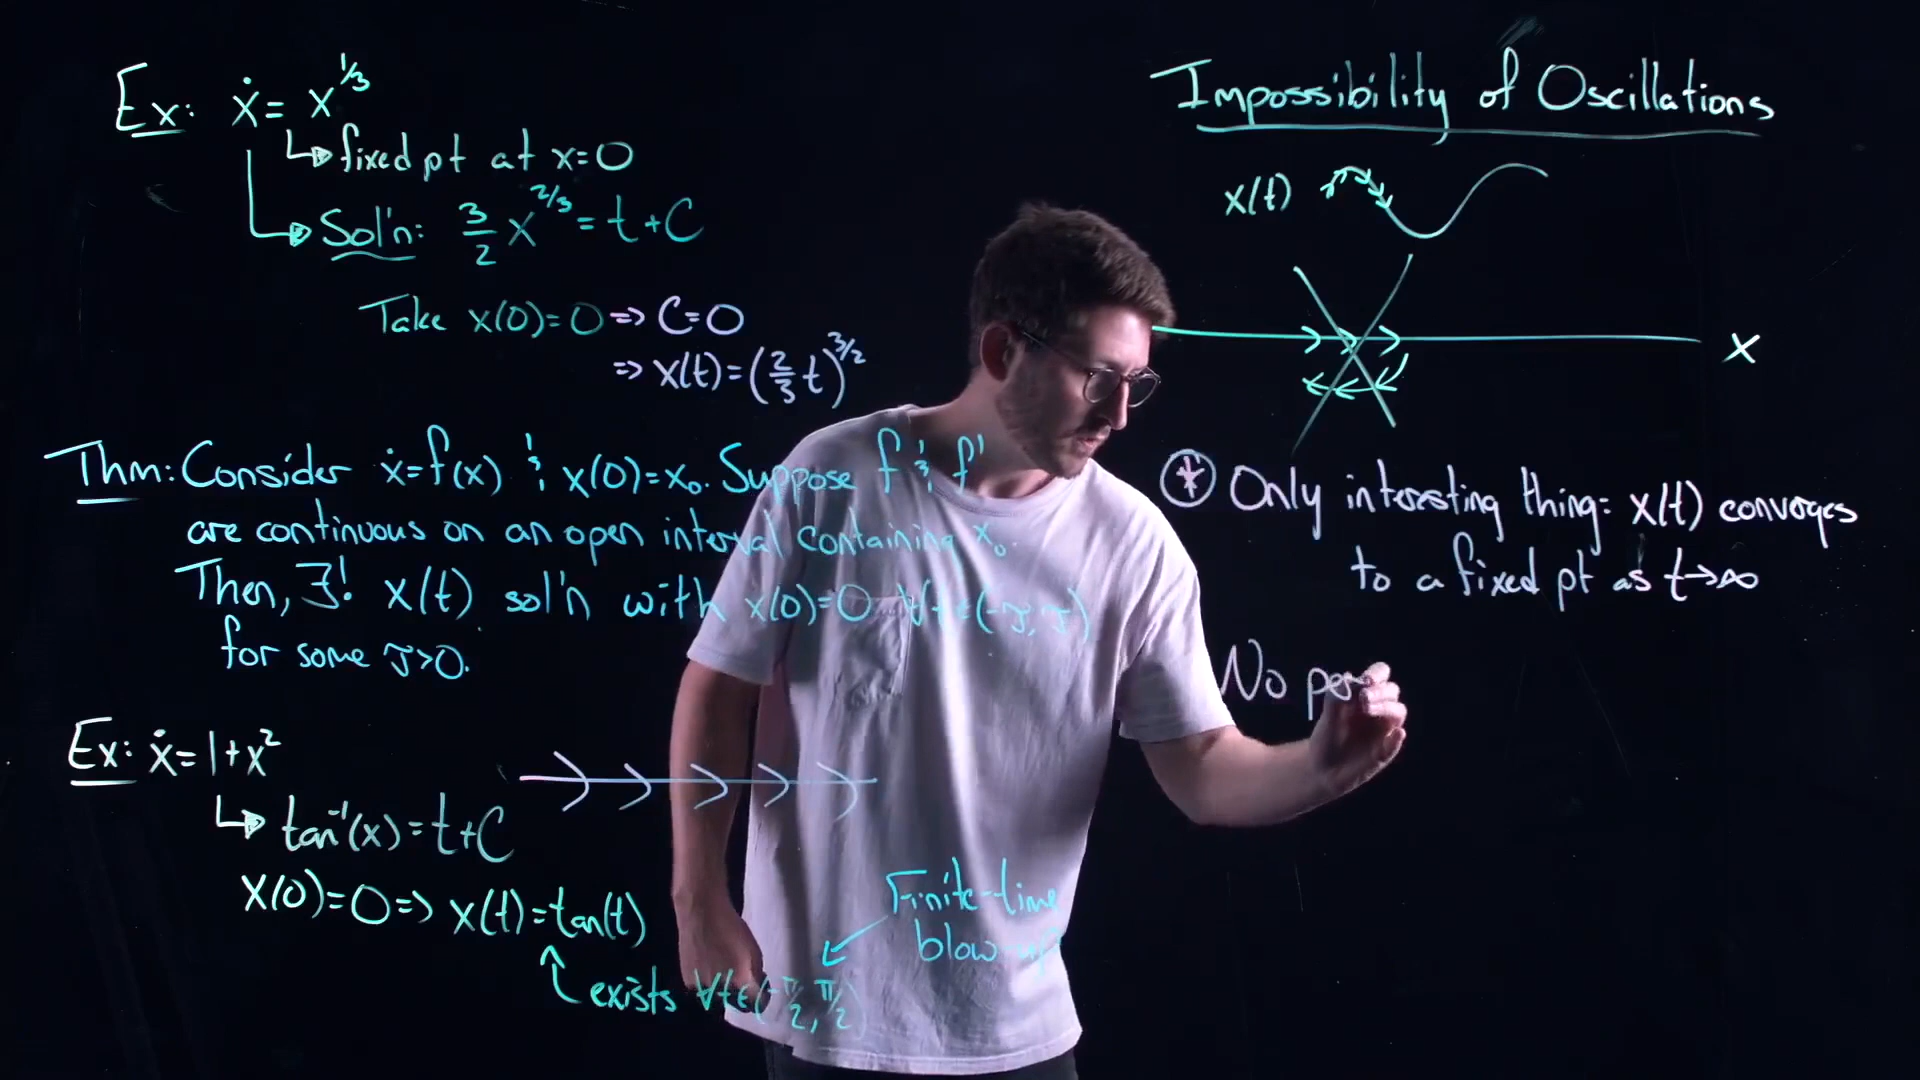 Ex: ẋ = x^{1/3}
↳ fixed pt at x=0
↳ Sol'n: 3/2 x^{2/3} = t + C
Take x(0)=0 => C=0
=> x(t) = (2/3 t)^{3/2}
Thm: Consider ẋ=f(x) & x(0)=x₀. Suppose f & f'
are continuous on an open interval containing x₀.
Then, ∃! x(t) sol'n with x(0)=0 ∀t∈(-τ, τ)
for some τ>0.
Ex: ẋ = 1+x²
↳ tan⁻¹(x) = t+C
x(0)=0 => x(t)=tan(t)
exists ∀t∈(-π/2, π/2)
Finite-time
blow-up
Impossibility of Oscillations
x(t)
x
* Only interesting thing: x(t) converges
to a fixed pt as t→∞
No per